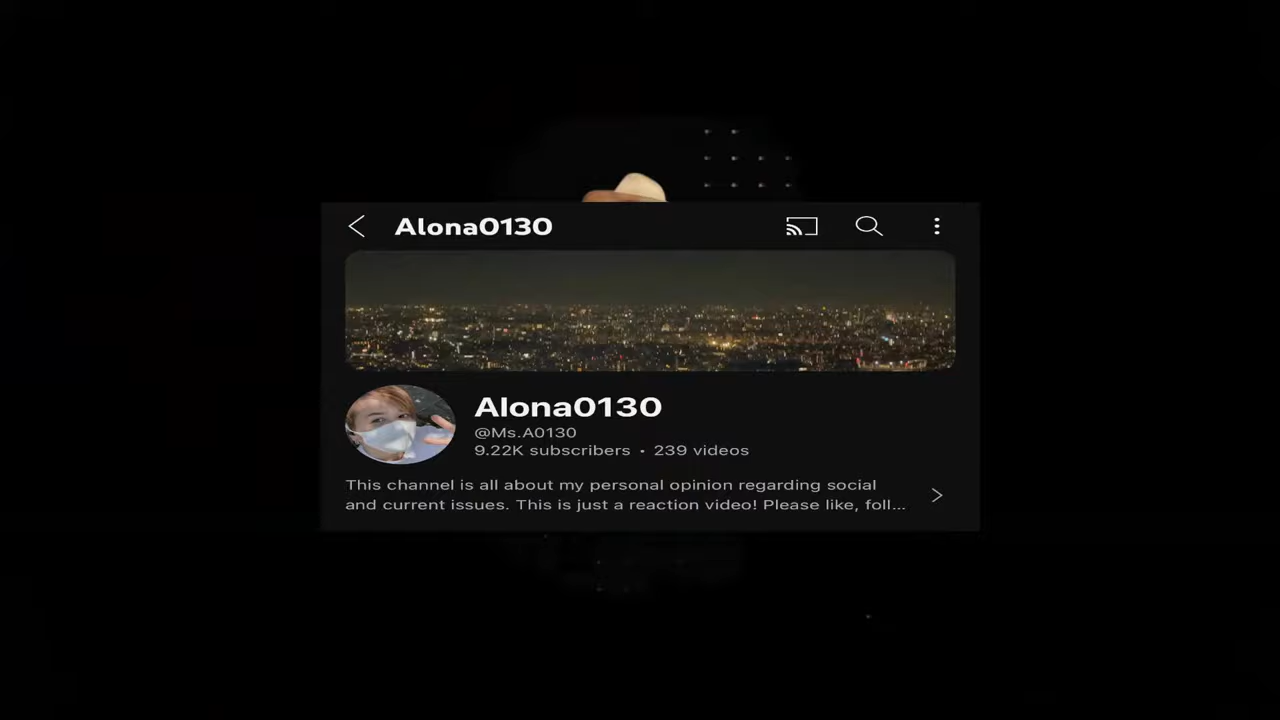 Alona0130
Alona0130
@Ms.A0130
9.22K subscribers • 239 videos
This channel is all about my personal opinion regarding social
and current issues. This is just a reaction video! Please like, foll...